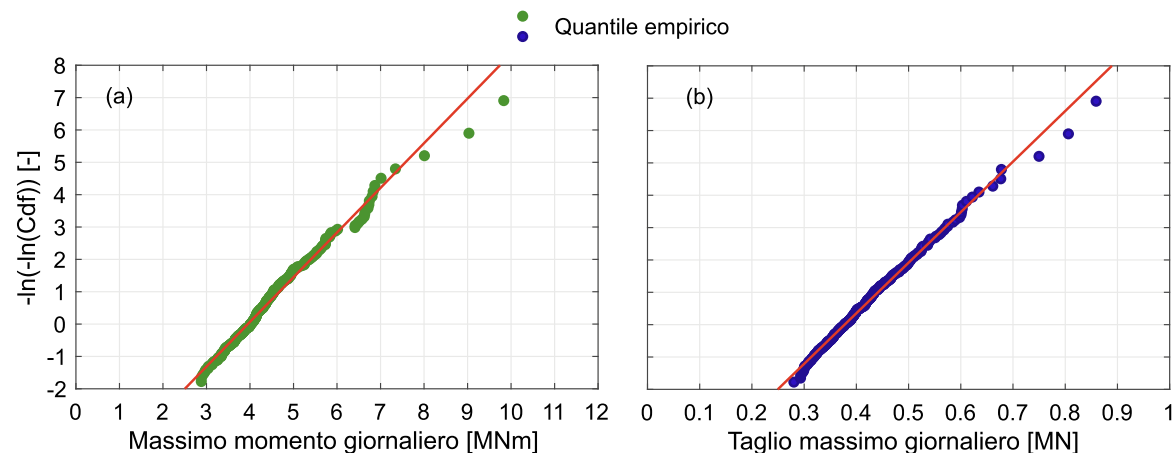 Quantile empirico
8
7
6
5
4
3
2
1
0
-1
-2
-ln(-ln(Cdf)) [-]
(a)
0 1 2 3 4 5 6 7 8 9 10 11 12
Massimo momento giornaliero [MNm]
(b)
0 0.1 0.2 0.3 0.4 0.5 0.6 0.7 0.8 0.9 1
Taglio massimo giornaliero [MN]